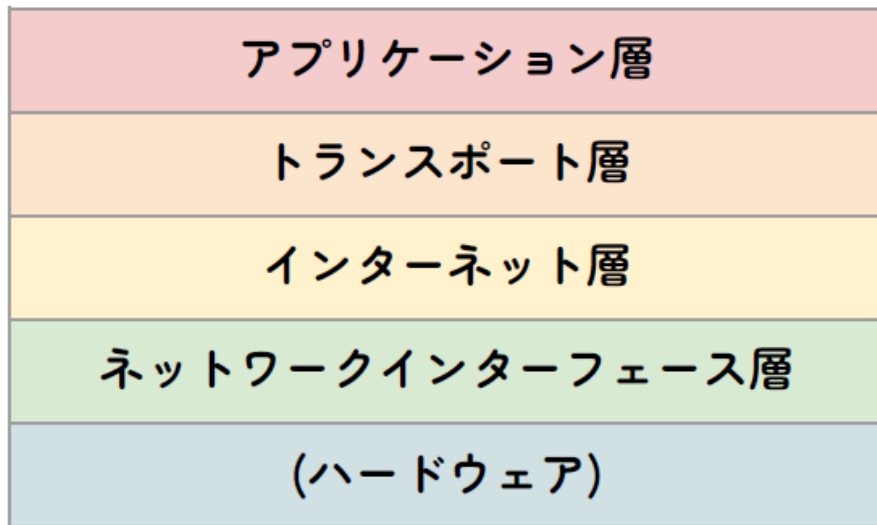 アプリケーション層
トランスポート層
インターネット層
ネットワークインターフェース層
(ハードウェア)